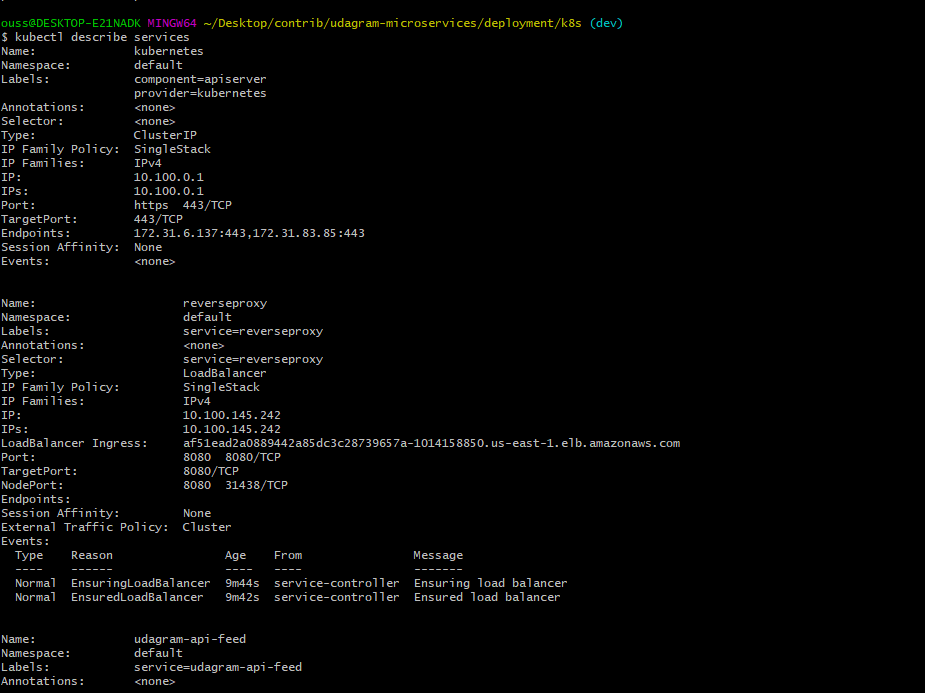 ouss@DESKTOP-E21NADK MINGW64 ~/Desktop/contrib/udagram-microservices/deployment/k8s (dev)
$ kubectl describe services
Name:              kubernetes
Namespace:         default
Labels:            component=apiserver
                   provider=kubernetes
Annotations:       <none>
Selector:          <none>
Type:              ClusterIP
IP Family Policy:  SingleStack
IP Families:       IPv4
IP:                10.100.0.1
IPs:               10.100.0.1
Port:              https  443/TCP
TargetPort:        443/TCP
Endpoints:         172.31.6.137:443,172.31.83.85:443
Session Affinity:  None
Events:            <none>

Name:                     reverseproxy
Namespace:                default
Labels:                   service=reverseproxy
Annotations:              <none>
Selector:                 service=reverseproxy
Type:                     LoadBalancer
IP Family Policy:         SingleStack
IP Families:              IPv4
IP:                       10.100.145.242
IPs:                      10.100.145.242
LoadBalancer Ingress:     af51ead2a0889442a85dc3c28739657a-1014158850.us-east-1.elb.amazonaws.com
Port:                     8080  8080/TCP
TargetPort:               8080/TCP
NodePort:                 8080  31438/TCP
Endpoints:
Session Affinity:         None
External Traffic Policy:  Cluster
Events:
  Type    Reason                Age    From                Message
  ----    ------                ----   ----                -------
  Normal  EnsuringLoadBalancer  9m44s  service-controller  Ensuring load balancer
  Normal  EnsuredLoadBalancer   9m42s  service-controller  Ensured load balancer

Name:              udagram-api-feed
Namespace:         default
Labels:            service=udagram-api-feed
Annotations:       <none>